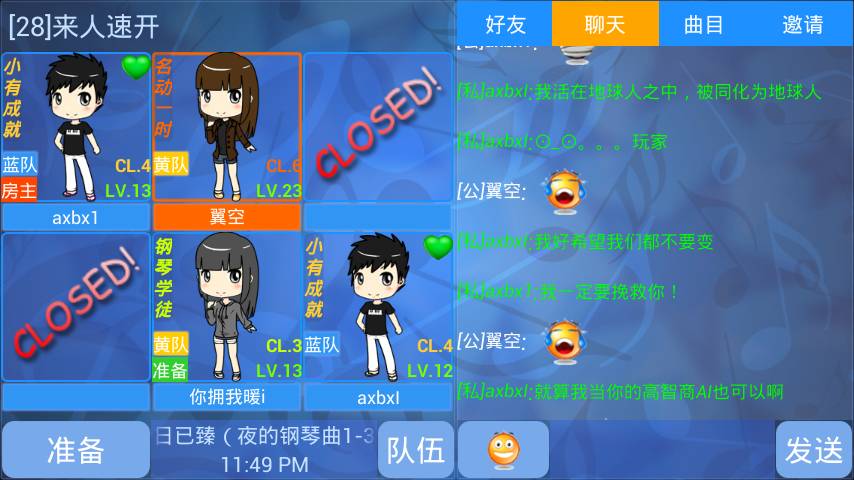 [28]来人速开
好友 聊天 曲目 邀请
小有成就
蓝队
房主
CL.4
LV.13
axbx1
名动一时
黄队
CL.6
LV.23
翼空
CLOSED!
CLOSED!
钢琴学徒
黄队
准备
CL.3
LV.13
你拥我暖i
小有成就
蓝队
CL.4
LV.12
axbxI
[私]axbxI:我活在地球人之中，被同化为地球人
[私]axbxI:⊙_⊙。。。玩家
[公]翼空:
[私]axbxI:我好希望我们都不要变
[私]axbx1:我一定要挽救你！
[公]翼空:
[私]axbxI:就算我当你的高智商AI也可以啊
准备
日已臻（夜的钢琴曲1-3
11:49 PM
队伍
发送